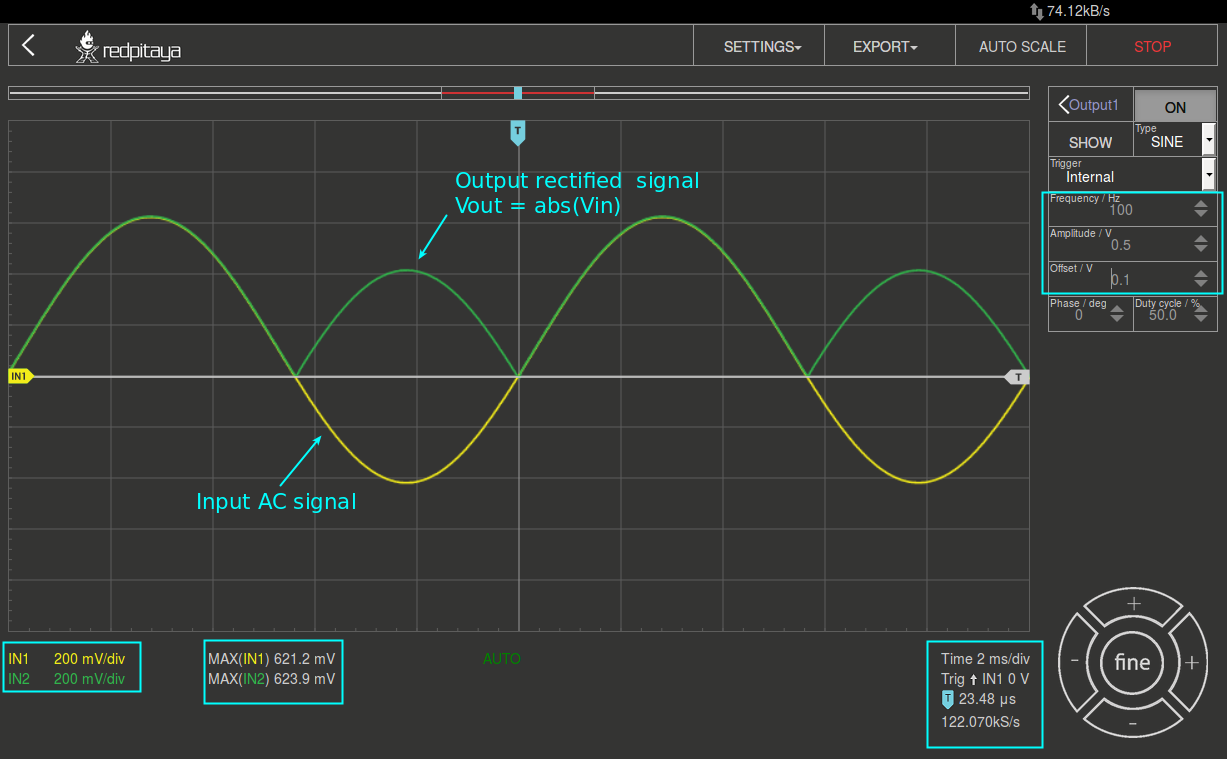 74.12kB/s
redpitaya
SETTINGS
EXPORT
AUTO SCALE
STOP
Output1
ON
SHOW
Type
SINE
Trigger
Internal
Frequency / Hz
100
Amplitude / V
0.5
Offset / V
0.1
Phase / deg
0
Duty cycle / %
50.0
T
Output rectified signal
Vout = abs(Vin)
IN1
T
Input AC signal
IN1 200 mV/div
IN2 200 mV/div
MAX(IN1) 621.2 mV
MAX(IN2) 623.9 mV
AUTO
Time 2 ms/div
Trig IN1 0 V
T 23.48 µs
122.070kS/s
+
- fine +
-